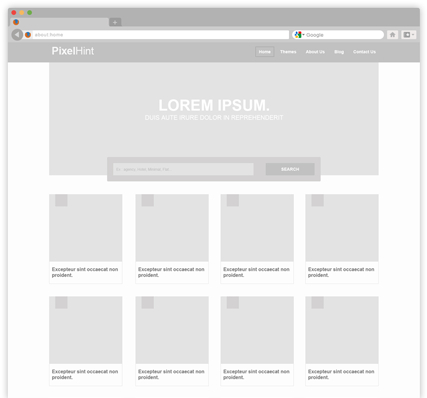 about:home
Google
PixelHint
Home Themes About Us Blog Contact Us
LOREM IPSUM.
DUIS AUTE IRURE DOLOR IN REPREHENDERIT
SEARCH
Excepteur sint occaecat non
proident.
Excepteur sint occaecat non
proident.
Excepteur sint occaecat non
proident.
Excepteur sint occaecat non
proident.
Excepteur sint occaecat non
proident.
Excepteur sint occaecat non
proident.
Excepteur sint occaecat non
proident.
Excepteur sint occaecat non
proident.